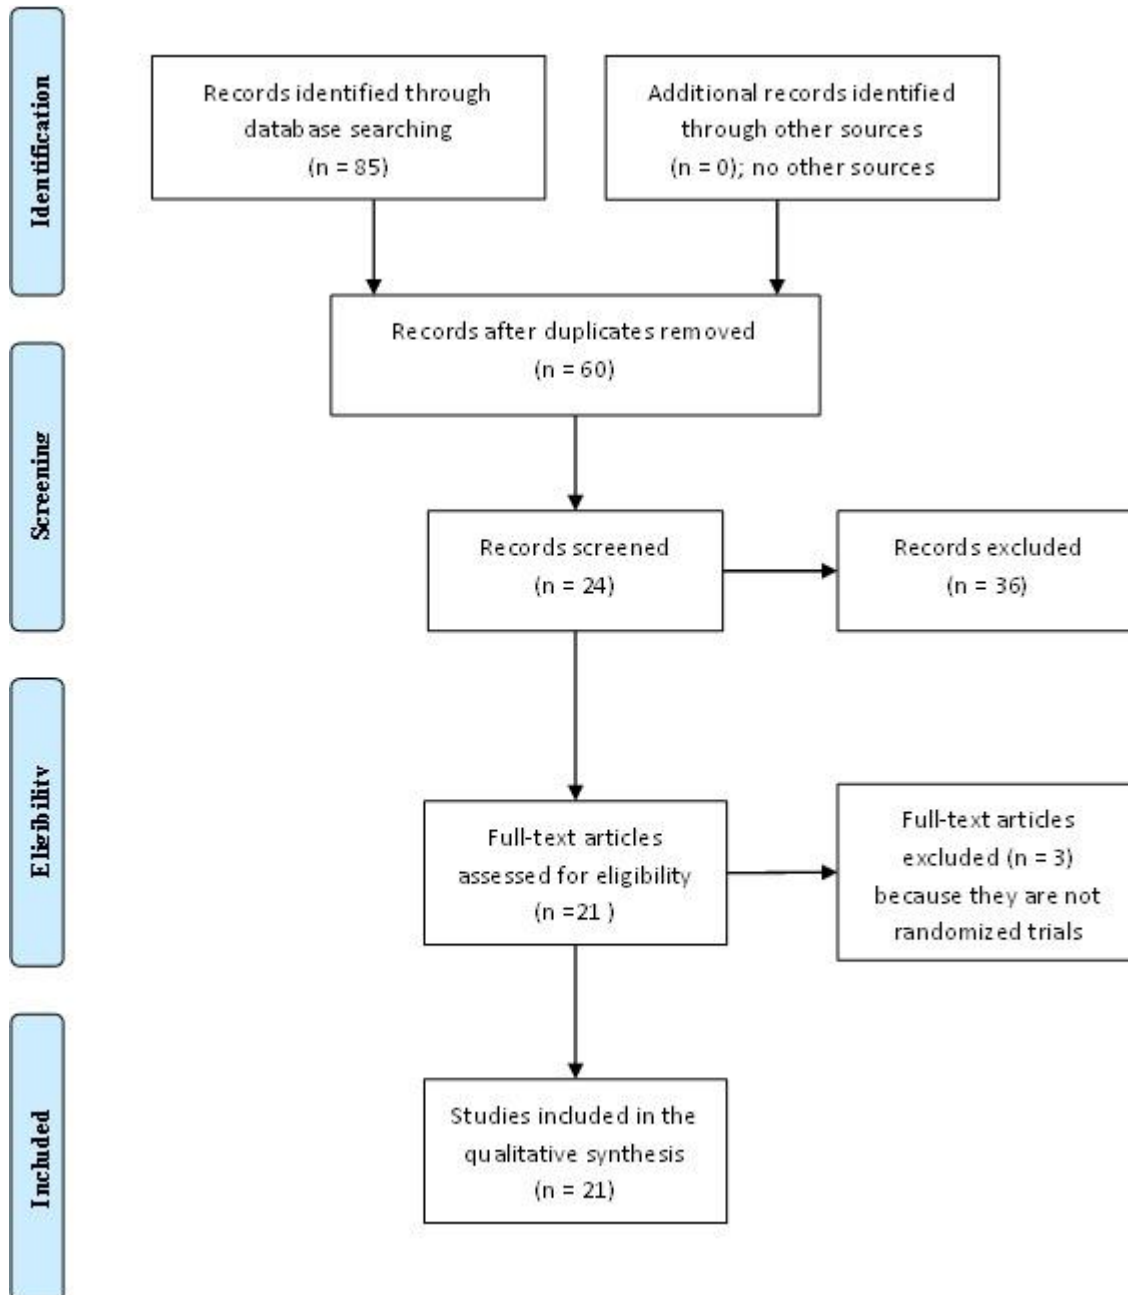 Identification
Records identified through
database searching
(n = 85)
Additional records identified
through other sources
(n = 0); no other sources
Records after duplicates removed
(n = 60)
Screening
Records screened
(n = 24)
Records excluded
(n = 36)
Eligibility
Full-text articles
assessed for eligibility
(n =21 )
Full-text articles
excluded (n = 3)
because they are not
randomized trials
Included
Studies included in the
qualitative synthesis
(n = 21)